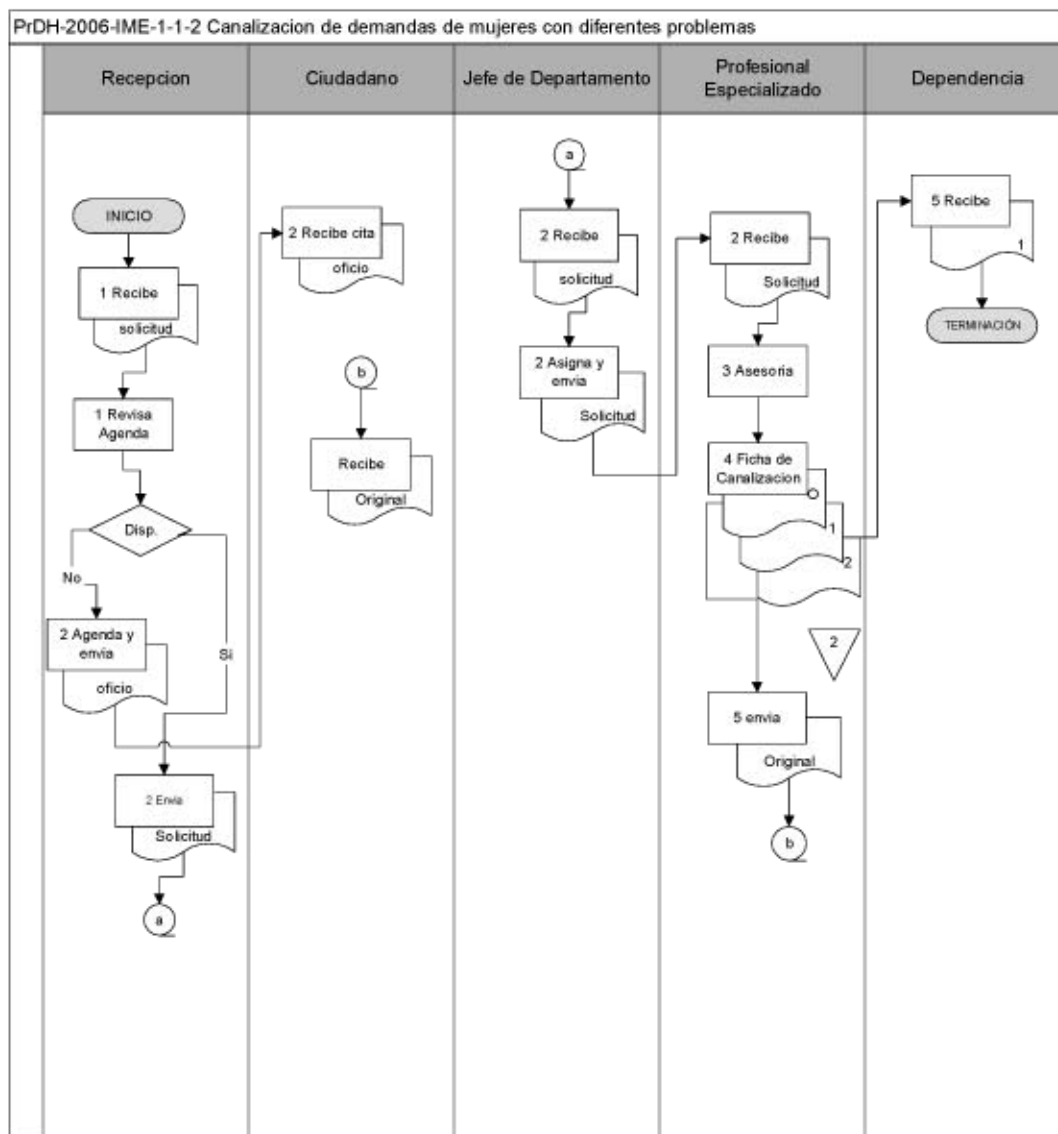 PrDH-2006-IME-1-1-2 Canalizacion de demandas de mujeres con diferentes problemas
Recepcion
Ciudadano
Jefe de Departamento
Profesional
Especializado
Dependencia
INICIO
1 Recibe
solicitud
1 Revisa
Agenda
Disp.
No
Si
2 Agenda y
envia
oficio
2 Envia
Solicitud
a
2 Recibe cita
oficio
b
Recibe
Original
a
2 Recibe
solicitud
2 Asigna y
envia
Solicitud
2 Recibe
Solicitud
3 Asesoria
4 Ficha de
Canalizacion
O
1
2
2
5 envia
Original
b
5 Recibe
1
TERMINACIÓN